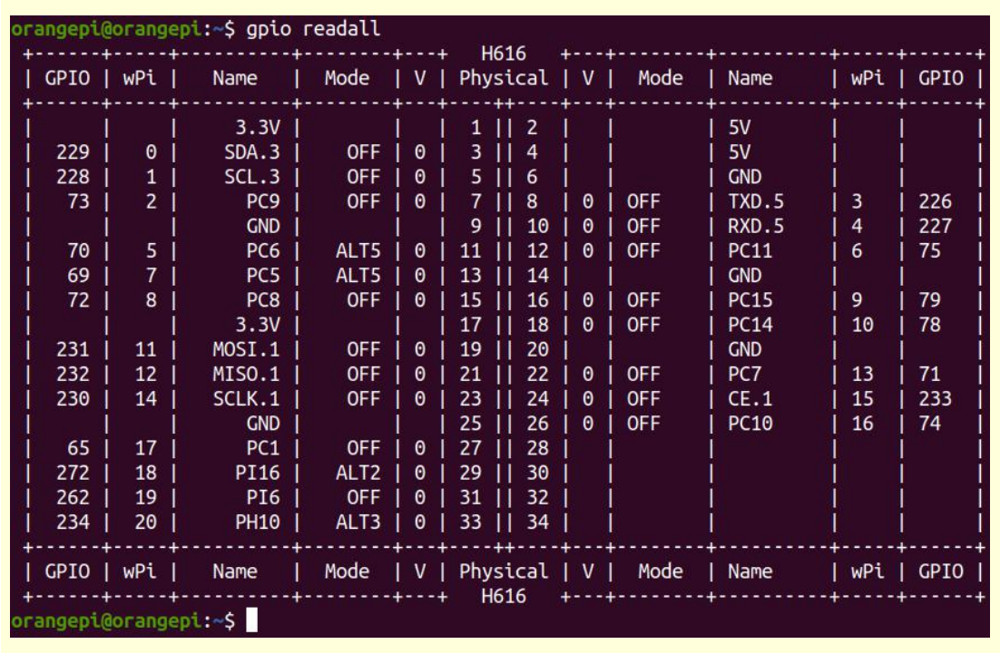 orangepi@orangepi:~$ gpio readall
+------+-----+----------+--------+---+   H616   +---+--------+----------+-----+------+
| GPIO | wPi |   Name   |  Mode  | V | Physical | V |  Mode  | Name     | wPi | GPIO |
+------+-----+----------+--------+---+----++----+---+--------+----------+-----+------+
|      |     |     3.3V |        |   |  1 || 2  |   |        | 5V       |     |      |
|  229 |   0 |    SDA.3 |    OFF | 0 |  3 || 4  |   |        | 5V       |     |      |
|  228 |   1 |    SCL.3 |    OFF | 0 |  5 || 6  |   |        | GND      |     |      |
|   73 |   2 |      PC9 |    OFF | 0 |  7 || 8  | 0 | OFF    | TXD.5    | 3   | 226  |
|      |     |      GND |        |   |  9 || 10 | 0 | OFF    | RXD.5    | 4   | 227  |
|   70 |   5 |      PC6 |   ALT5 | 0 | 11 || 12 | 0 | OFF    | PC11     | 6   | 75   |
|   69 |   7 |      PC5 |   ALT5 | 0 | 13 || 14 |   |        | GND      |     |      |
|   72 |   8 |      PC8 |    OFF | 0 | 15 || 16 | 0 | OFF    | PC15     | 9   | 79   |
|      |     |     3.3V |        |   | 17 || 18 | 0 | OFF    | PC14     | 10  | 78   |
|  231 |  11 |   MOSI.1 |    OFF | 0 | 19 || 20 |   |        | GND      |     |      |
|  232 |  12 |   MISO.1 |    OFF | 0 | 21 || 22 | 0 | OFF    | PC7      | 13  | 71   |
|  230 |  14 |   SCLK.1 |    OFF | 0 | 23 || 24 | 0 | OFF    | CE.1     | 15  | 233  |
|      |     |      GND |        |   | 25 || 26 | 0 | OFF    | PC10     | 16  | 74   |
|   65 |  17 |      PC1 |    OFF | 0 | 27 || 28 |   |        |          |     |      |
|  272 |  18 |     PI16 |   ALT2 | 0 | 29 || 30 |   |        |          |     |      |
|  262 |  19 |      PI6 |    OFF | 0 | 31 || 32 |   |        |          |     |      |
|  234 |  20 |     PH10 |   ALT3 | 0 | 33 || 34 |   |        |          |     |      |
+------+-----+----------+--------+---+----++----+---+--------+----------+-----+------+
| GPIO | wPi |   Name   |  Mode  | V | Physical | V |  Mode  | Name     | wPi | GPIO |
+------+-----+----------+--------+---+   H616   +---+--------+----------+-----+------+
orangepi@orangepi:~$